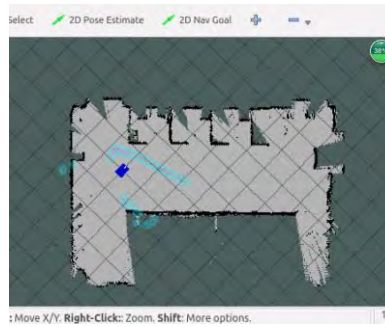 Select 2D Pose Estimate 2D Nav Goal
: Move X/Y. Right-Click:: Zoom. Shift: More options.